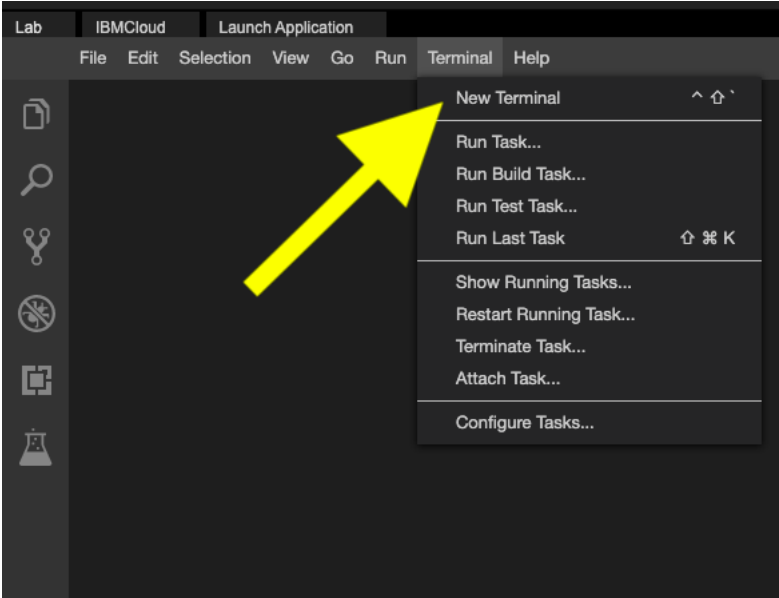 Lab IBMCloud Launch Application
File Edit Selection View Go Run Terminal Help
New Terminal ^ ⇧ `
Run Task...
Run Build Task...
Run Test Task...
Run Last Task ⇧ ⌘ K
Show Running Tasks...
Restart Running Task...
Terminate Task...
Attach Task...
Configure Tasks...